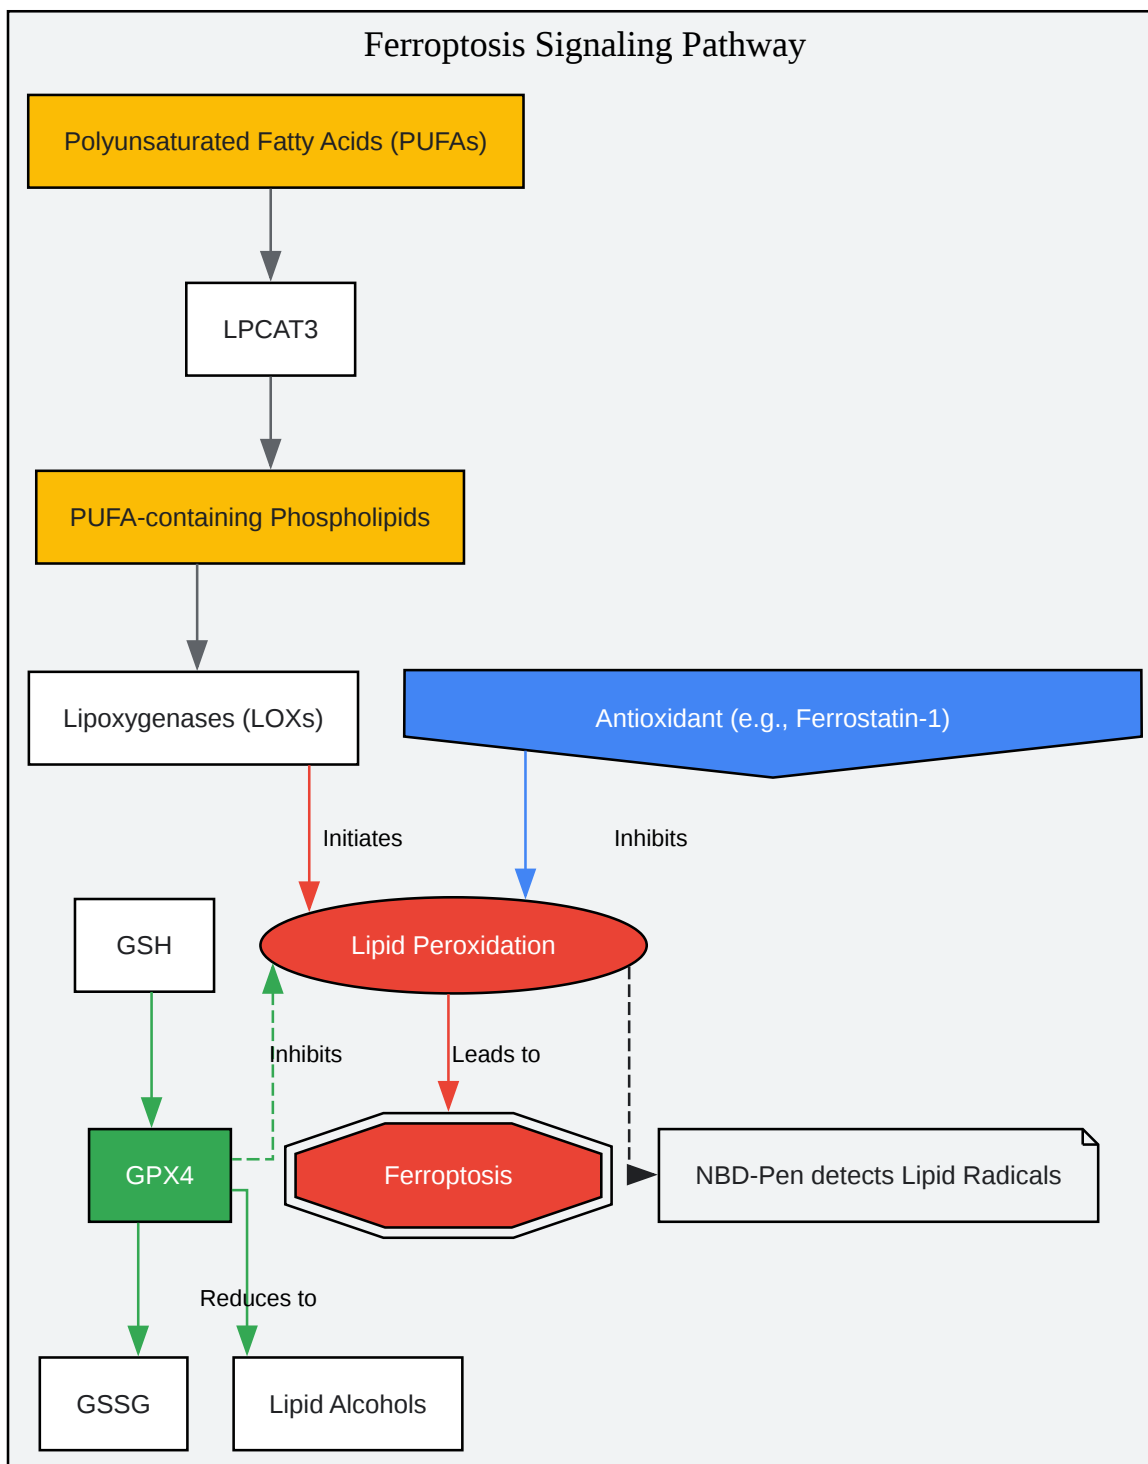 Ferroptosis Signaling Pathway
Polyunsaturated Fatty Acids (PUFAs)
LPCAT3
PUFA-containing Phospholipids
Lipoxygenases (LOXs)
Antioxidant (e.g., Ferrostatin-1)
Initiates
Inhibits
GSH
Lipid Peroxidation
Inhibits
Leads to
GPX4
Ferroptosis
NBD-Pen detects Lipid Radicals
Reduces to
GSSG
Lipid Alcohols